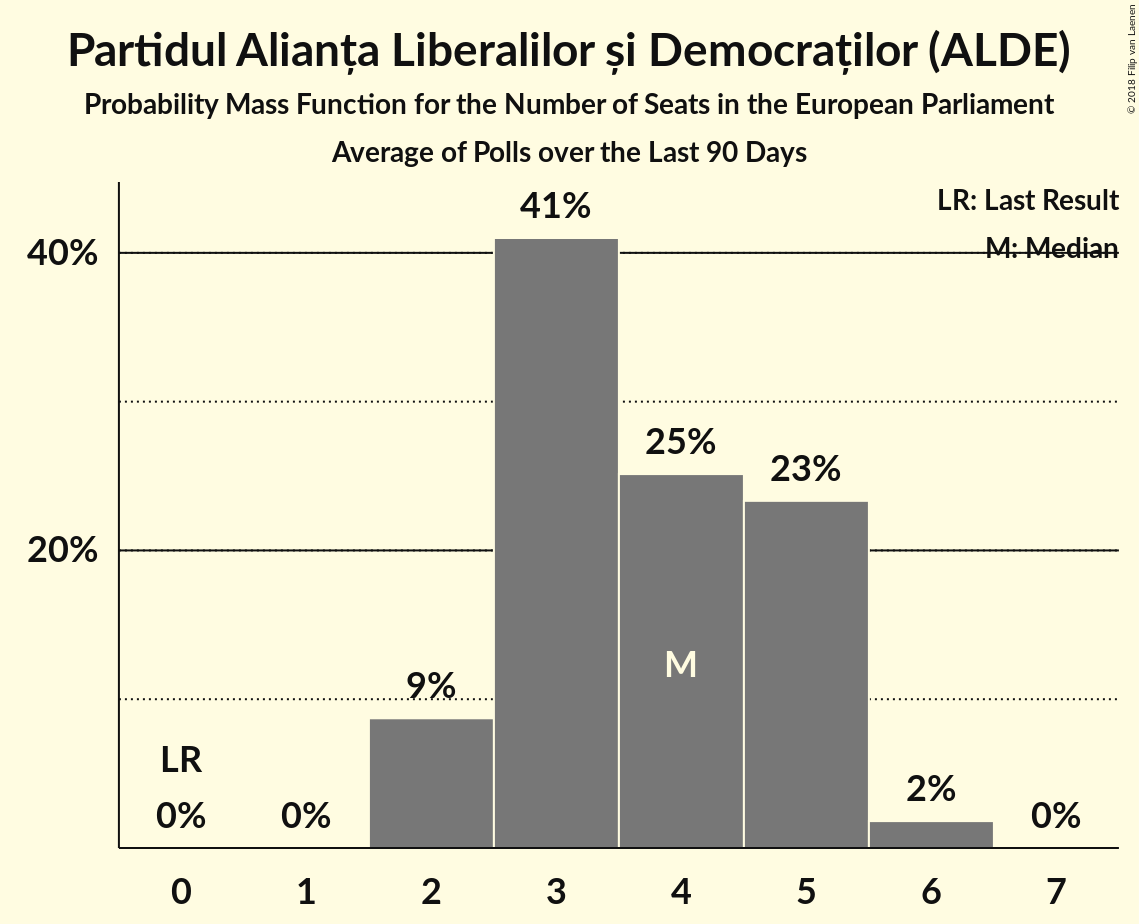 Partidul Alianța Liberalilor și Democraților (ALDE)
Probability Mass Function for the Number of Seats in the European Parliament
Average of Polls over the Last 90 Days
© 2018 Filip van Laenen
LR: Last Result
M: Median
40%
20%
LR
0%
0%
9%
41%
25%
M
23%
2%
0%
0 1 2 3 4 5 6 7